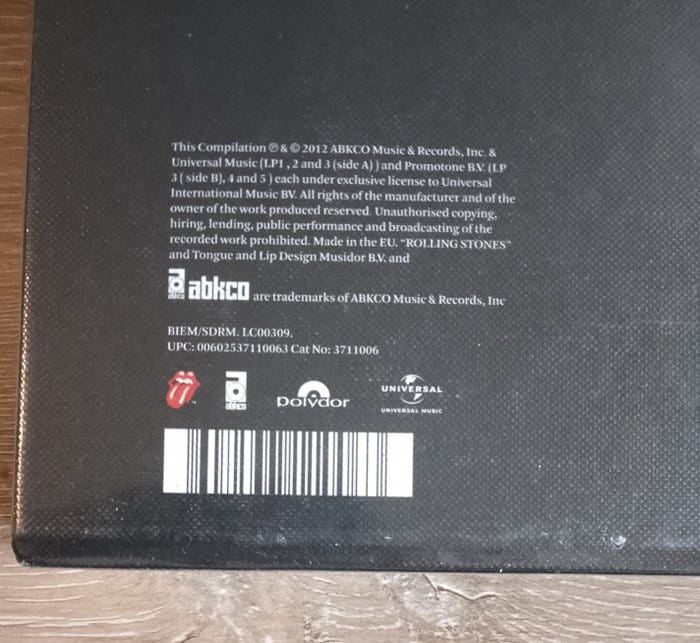 This Compilation ℗ & © 2012 ABKCO Music & Records, Inc. &
Universal Music (LP1 , 2 and 3 (side A) ) and Promotone B.V. (LP
3 ( side B), 4 and 5 ) each under exclusive license to Universal
International Music BV. All rights of the manufacturer and of the
owner of the work produced reserved. Unauthorised copying,
hiring, lending, public performance and broadcasting of the
recorded work prohibited. Made in the EU. “ROLLING STONES”
and Tongue and Lip Design Musidor B.V. and
abkco abkco are trademarks of ABKCO Music & Records, Inc
BIEM/SDRM. LC00309.
UPC: 00602537110063 Cat No: 3711006
abkco polydor UNIVERSAL
UNIVERSAL MUSIC